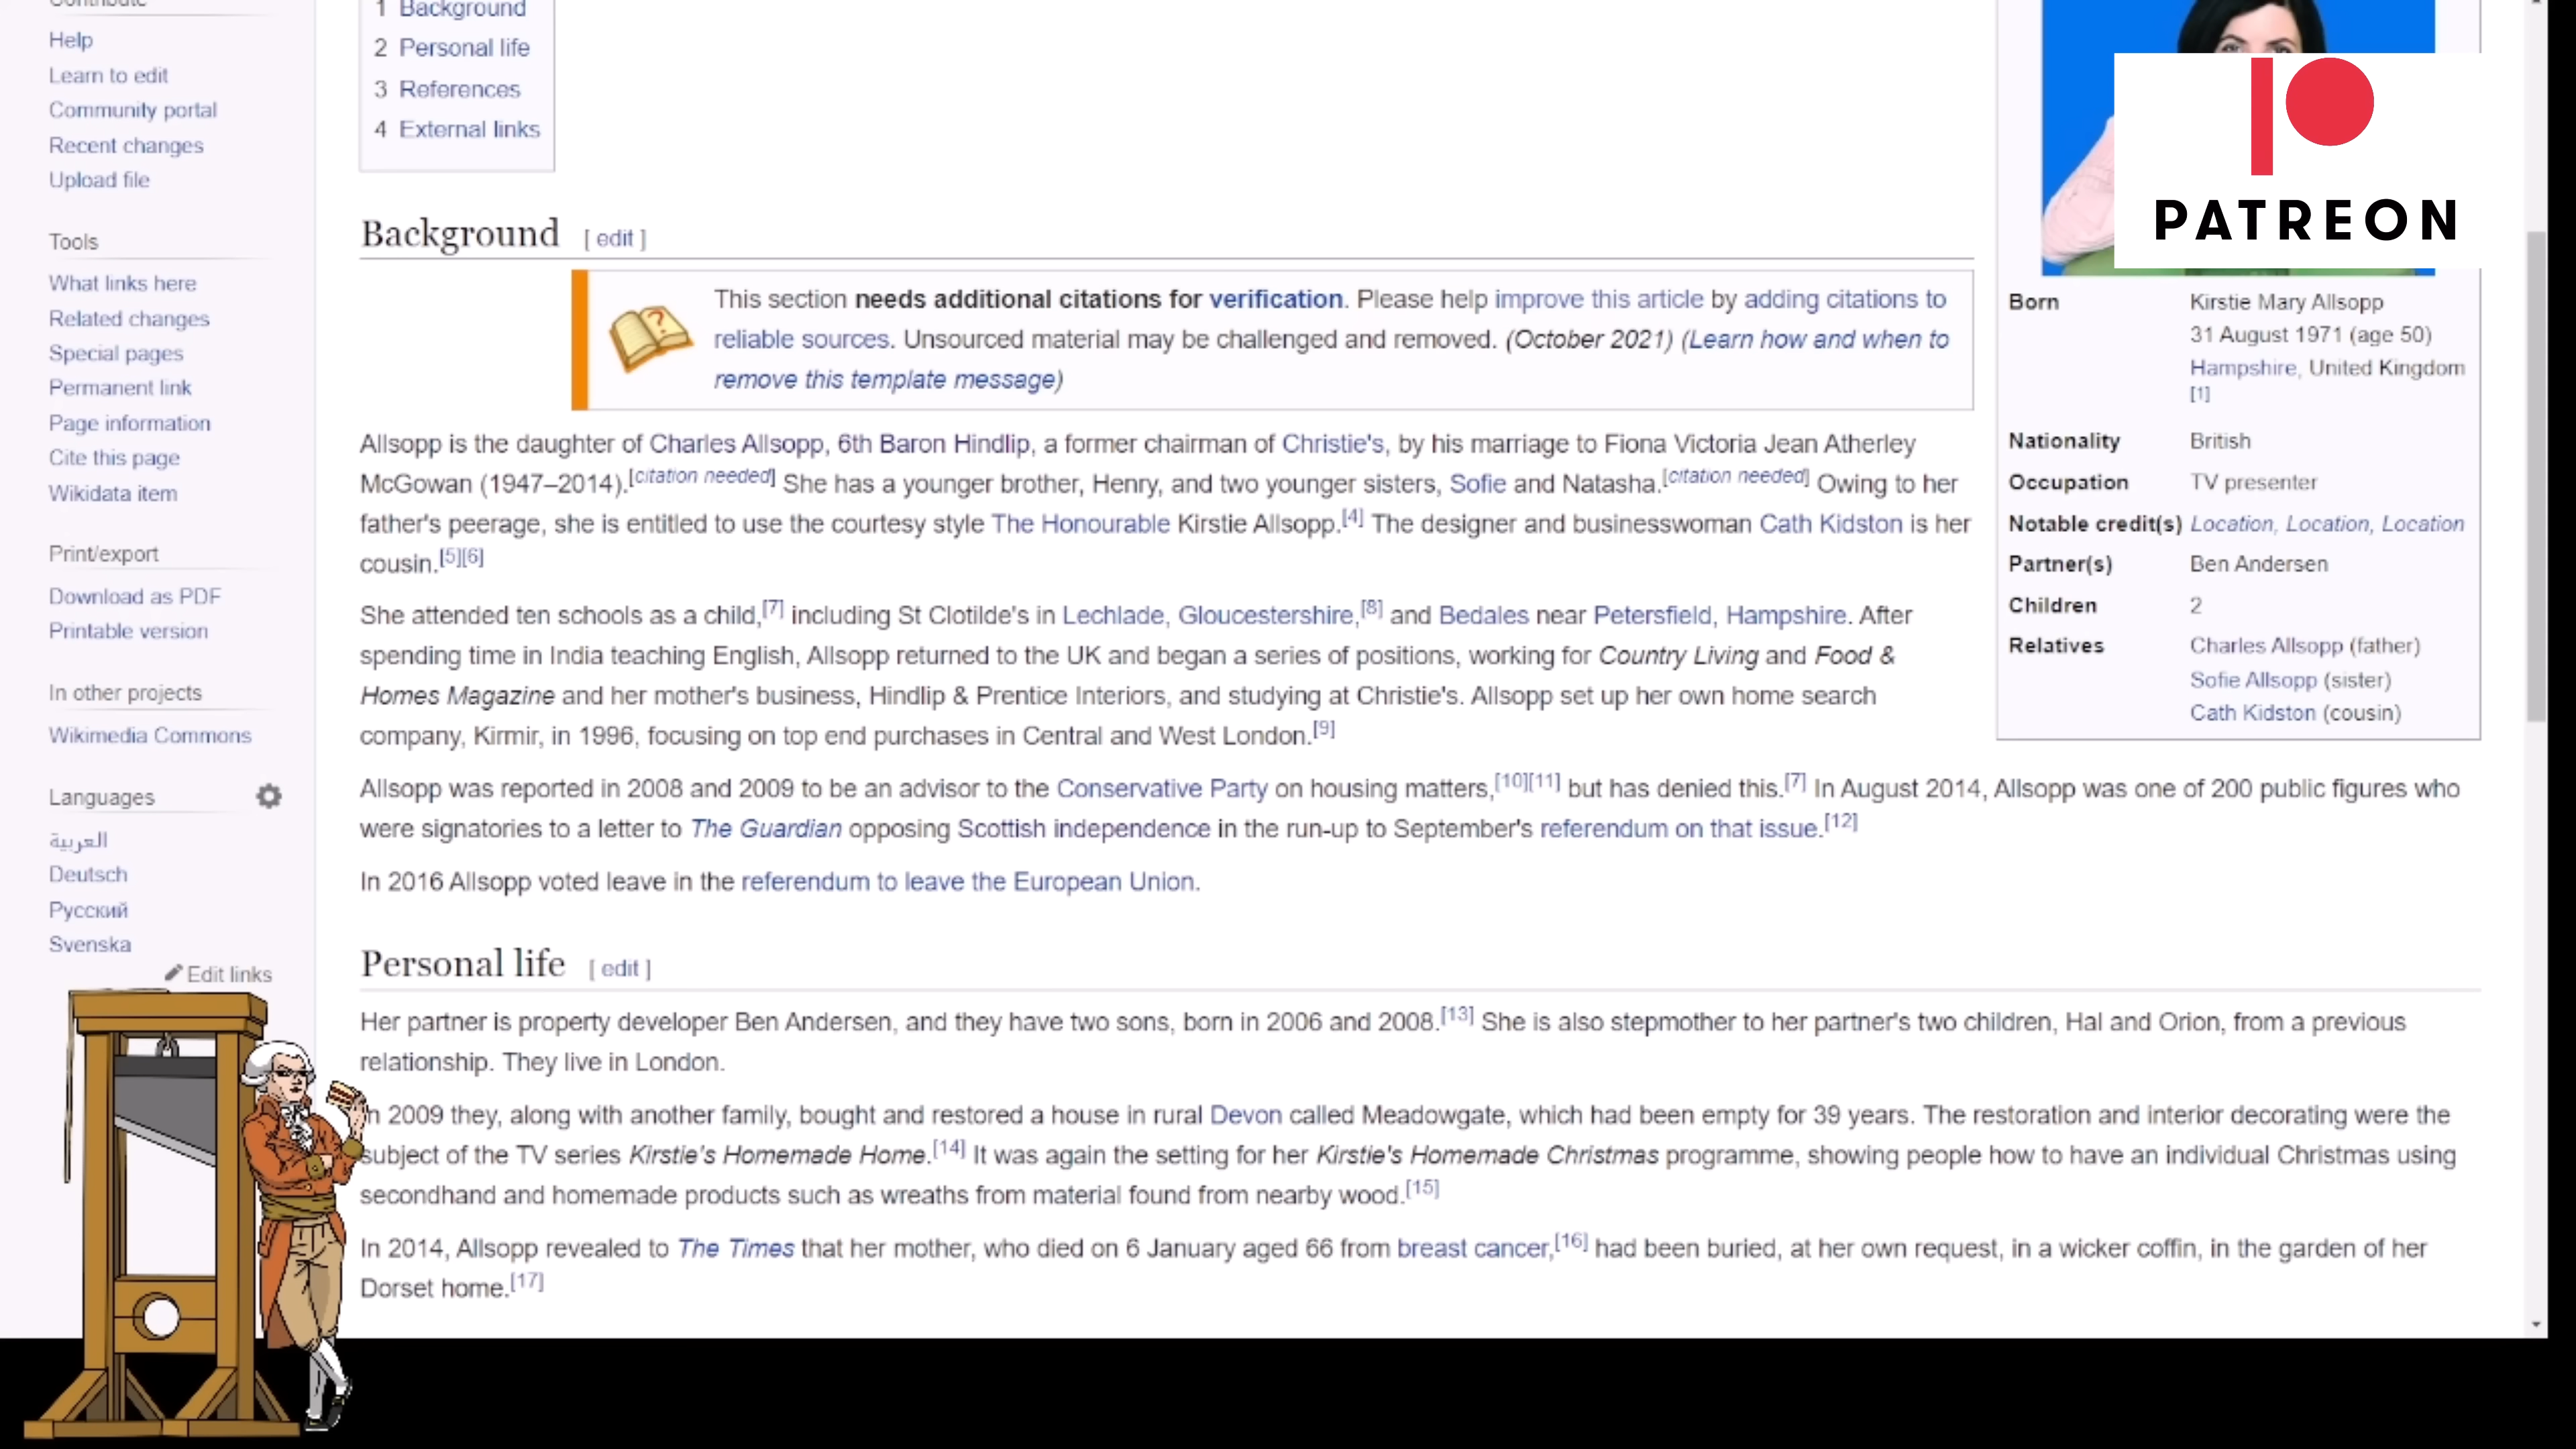 Contribute
Help
Learn to edit
Community portal
Recent changes
Upload file
Tools
What links here
Related changes
Special pages
Permanent link
Page information
Cite this page
Wikidata item
Print/export
Download as PDF
Printable version
In other projects
Wikimedia Commons
Languages
العربية
Deutsch
Русский
Svenska
Edit links
1 Background
2 Personal life
3 References
4 External links
Background [ edit ]
This section needs additional citations for verification. Please help improve this article by adding citations to
reliable sources. Unsourced material may be challenged and removed. (October 2021) (Learn how and when to
remove this template message)
Allsopp is the daughter of Charles Allsopp, 6th Baron Hindlip, a former chairman of Christie's, by his marriage to Fiona Victoria Jean Atherley
McGowan (1947–2014).[citation needed] She has a younger brother, Henry, and two younger sisters, Sofie and Natasha.[citation needed] Owing to her
father's peerage, she is entitled to use the courtesy style The Honourable Kirstie Allsopp.[4] The designer and businesswoman Cath Kidston is her
cousin.[5][6]
She attended ten schools as a child,[7] including St Clotilde's in Lechlade, Gloucestershire,[8] and Bedales near Petersfield, Hampshire. After
spending time in India teaching English, Allsopp returned to the UK and began a series of positions, working for Country Living and Food &
Homes Magazine and her mother's business, Hindlip & Prentice Interiors, and studying at Christie's. Allsopp set up her own home search
company, Kirmir, in 1996, focusing on top end purchases in Central and West London.[9]
Allsopp was reported in 2008 and 2009 to be an advisor to the Conservative Party on housing matters,[10][11] but has denied this.[7] In August 2014, Allsopp was one of 200 public figures who
were signatories to a letter to The Guardian opposing Scottish independence in the run-up to September's referendum on that issue.[12]
In 2016 Allsopp voted leave in the referendum to leave the European Union.
Personal life [ edit ]
Her partner is property developer Ben Andersen, and they have two sons, born in 2006 and 2008.[13] She is also stepmother to her partner's two children, Hal and Orion, from a previous
relationship. They live in London.
In 2009 they, along with another family, bought and restored a house in rural Devon called Meadowgate, which had been empty for 39 years. The restoration and interior decorating were the
subject of the TV series Kirstie's Homemade Home.[14] It was again the setting for her Kirstie's Homemade Christmas programme, showing people how to have an individual Christmas using
secondhand and homemade products such as wreaths from material found from nearby wood.[15]
In 2014, Allsopp revealed to The Times that her mother, who died on 6 January aged 66 from breast cancer,[16] had been buried, at her own request, in a wicker coffin, in the garden of her
Dorset home.[17]
PATREON
Born Kirstie Mary Allsopp
31 August 1971 (age 50)
Hampshire, United Kingdom
[1]
Nationality British
Occupation TV presenter
Notable credit(s) Location, Location, Location
Partner(s) Ben Andersen
Children 2
Relatives Charles Allsopp (father)
Sofie Allsopp (sister)
Cath Kidston (cousin)